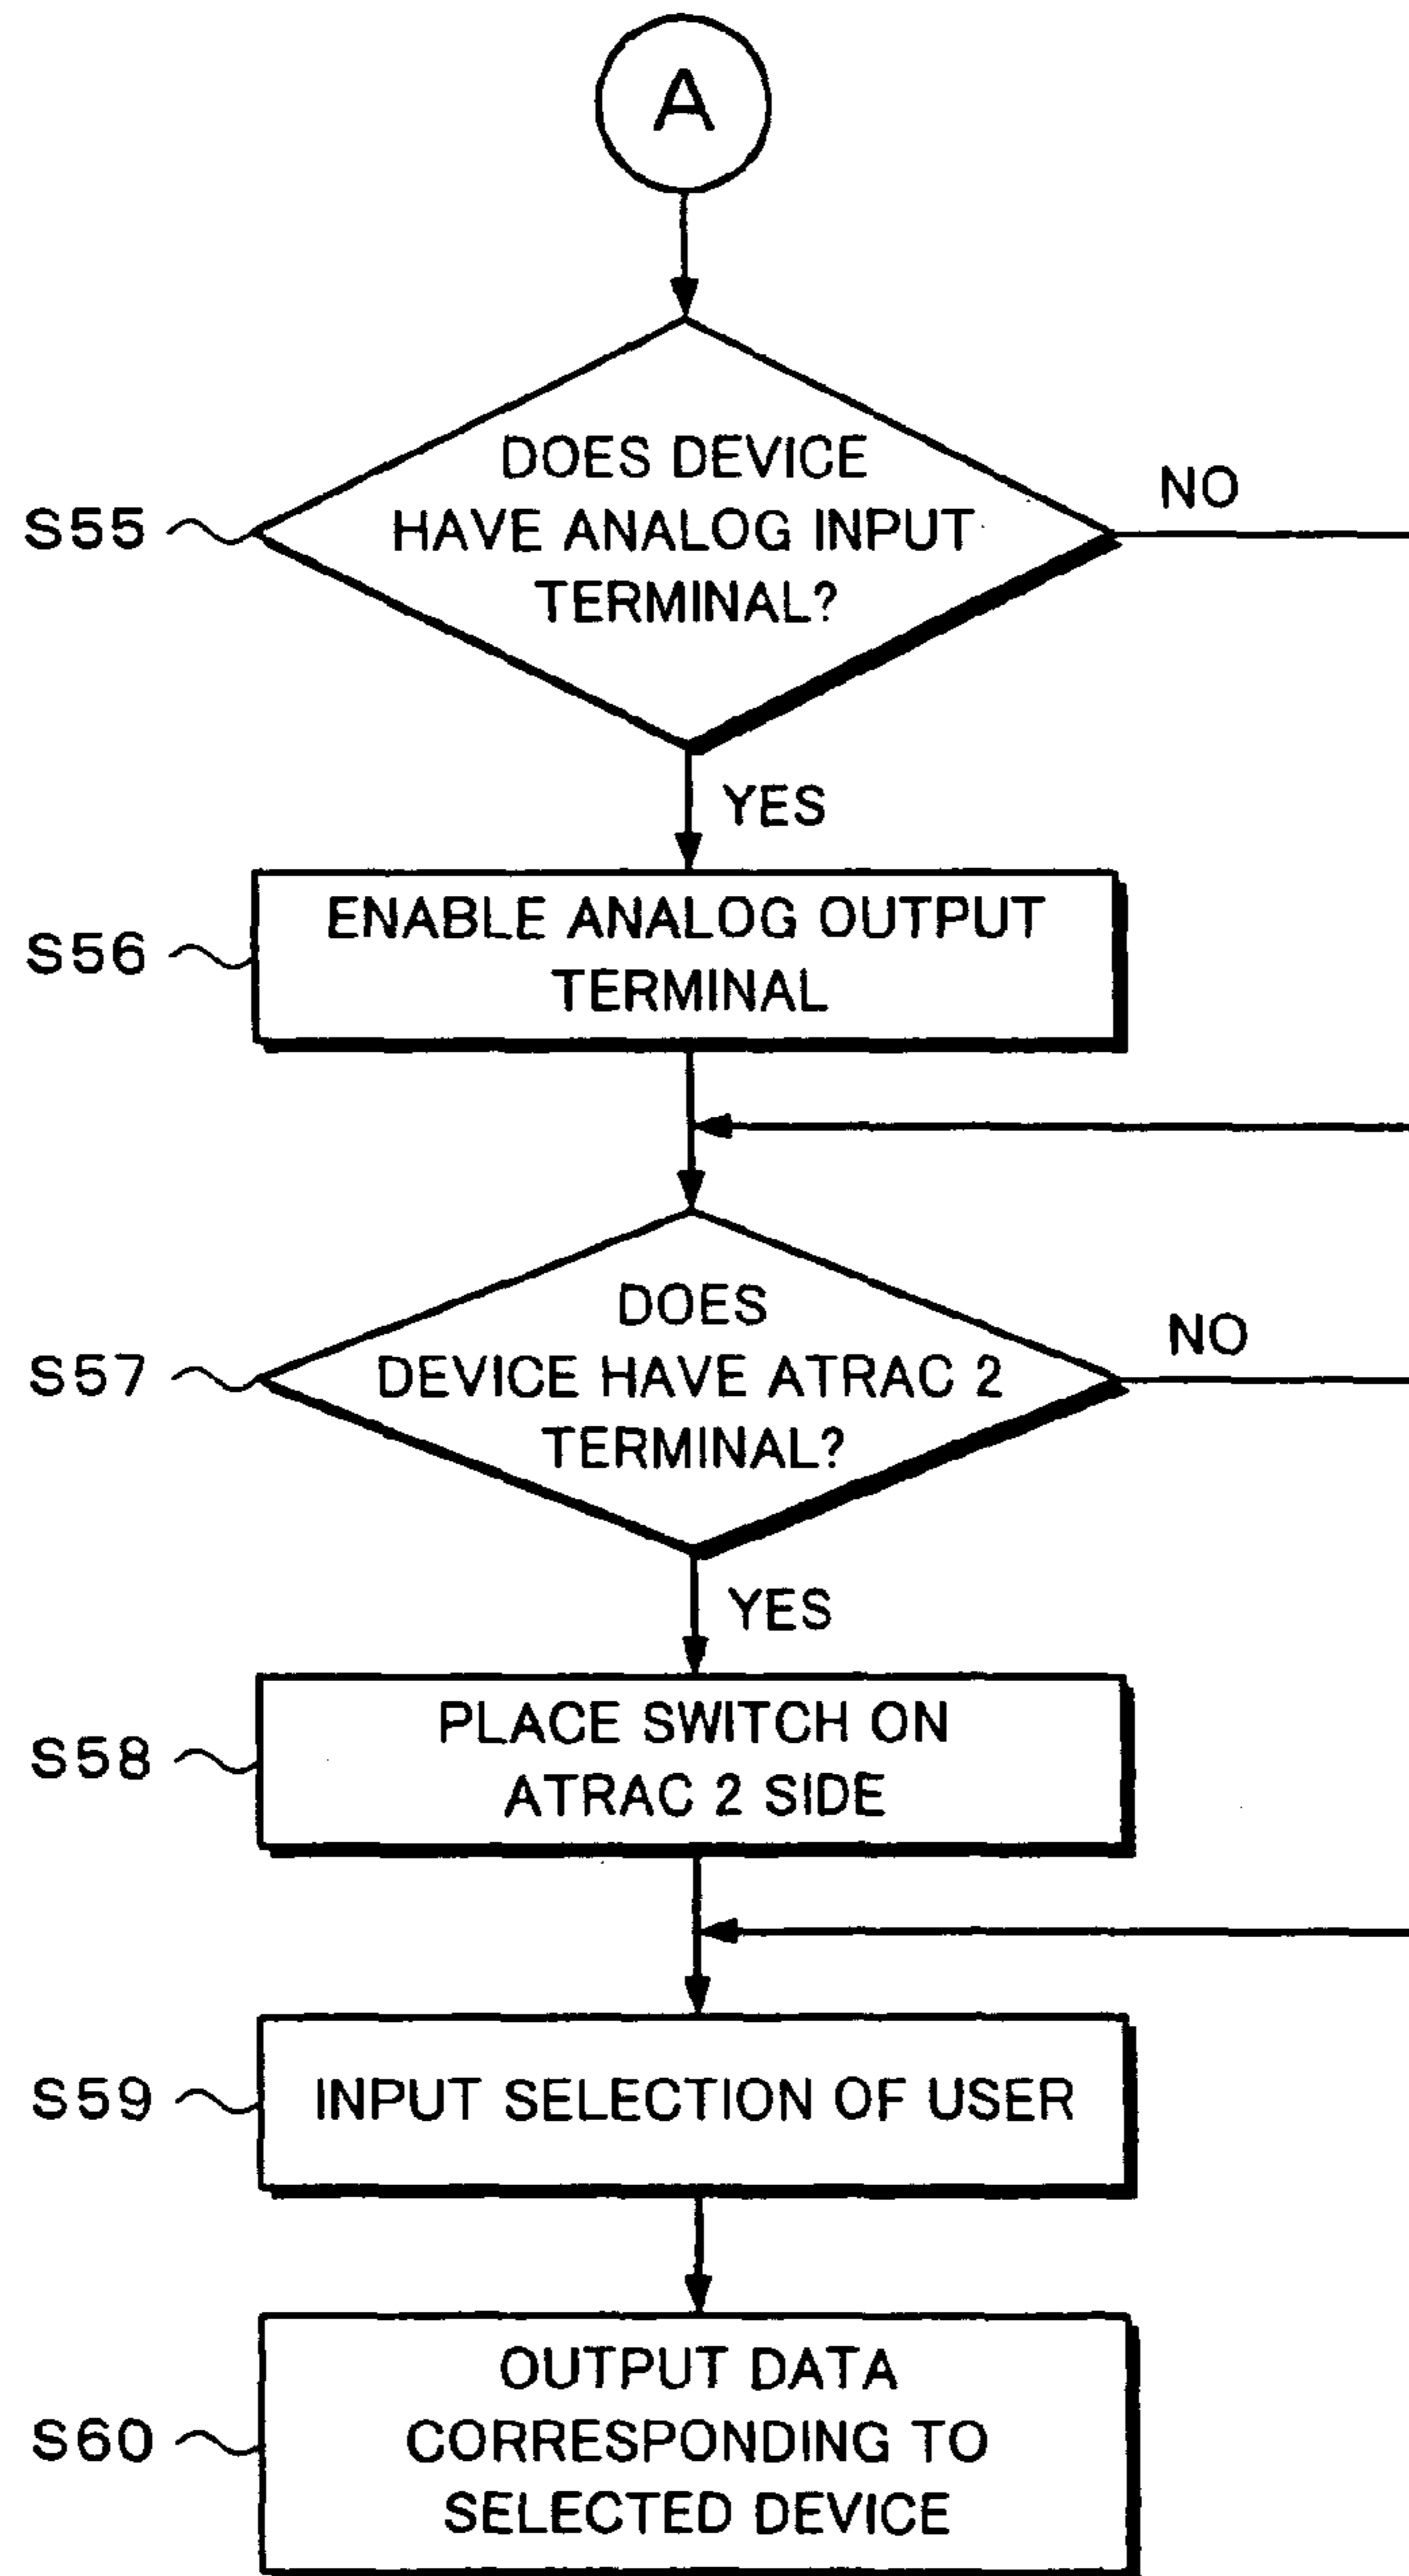 A
DOES DEVICE
HAVE ANALOG INPUT
TERMINAL?
NO
S55
YES
ENABLE ANALOG OUTPUT
TERMINAL
S56
DOES
DEVICE HAVE ATRAC 2
TERMINAL?
NO
S57
YES
PLACE SWITCH ON
ATRAC 2 SIDE
S58
INPUT SELECTION OF USER
S59
OUTPUT DATA
CORRESPONDING TO
SELECTED DEVICE
S60